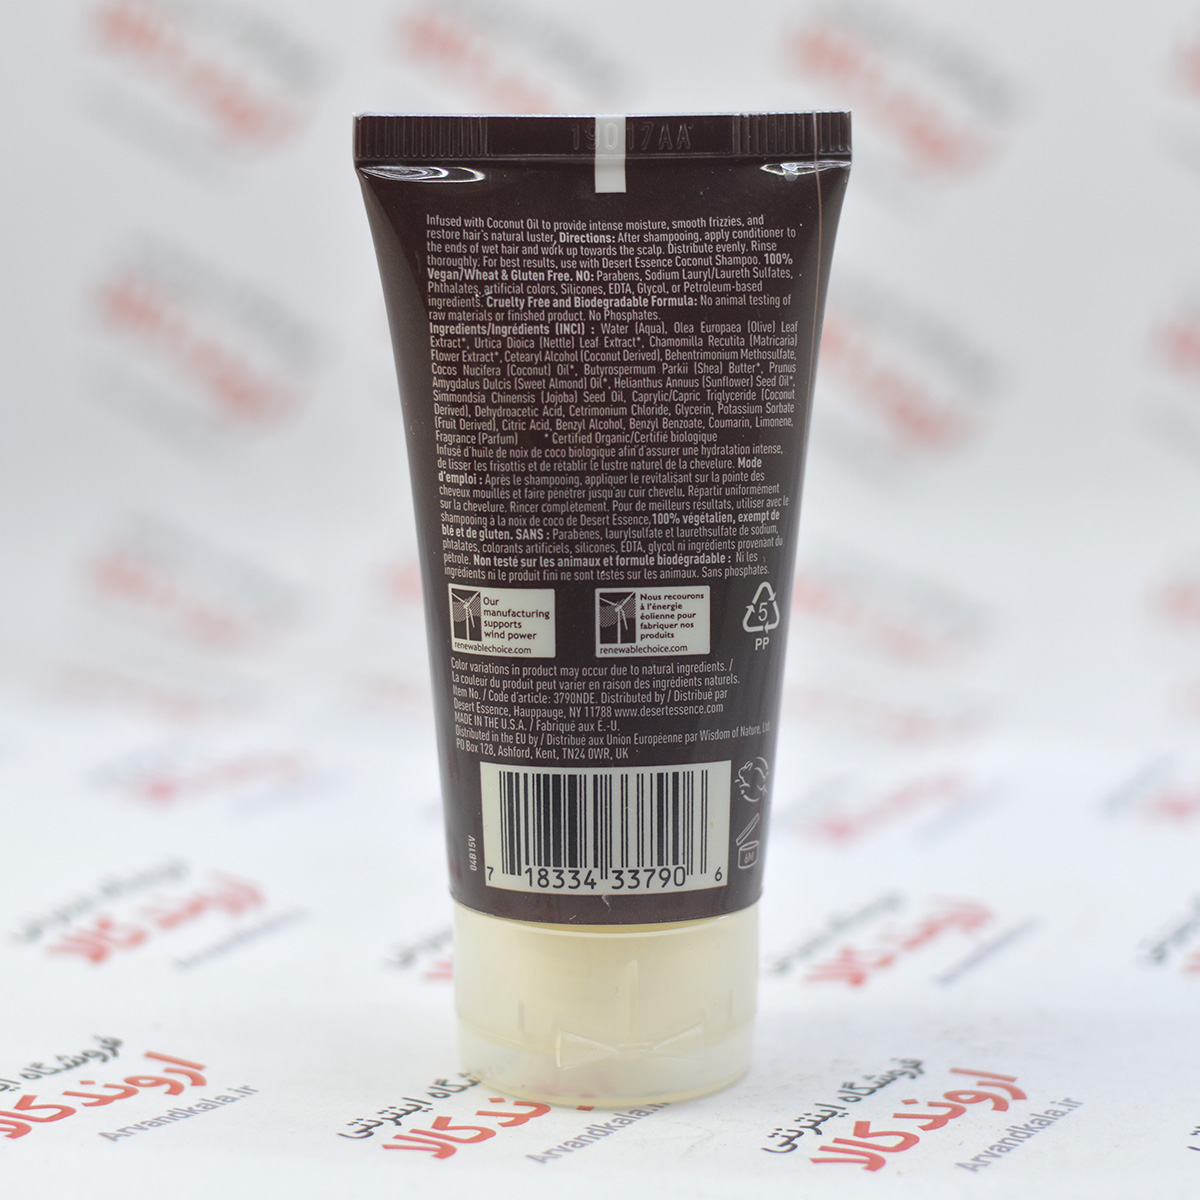 19017AA
Infused with Coconut Oil to provide intense moisture, smooth frizzies, and
restore hair's natural luster. Directions: After shampooing, apply conditioner to
the ends of wet hair and work up towards the scalp. Distribute evenly. Rinse
thoroughly. For best results, use with Desert Essence Coconut Shampoo. 100%
Vegan/Wheat & Gluten Free. NO: Parabens, Sodium Lauryl/Laureth Sulfates,
Phthalates, artificial colors, Silicones, EDTA, Glycol, or Petroleum-based
ingredients. Cruelty Free and Biodegradable Formula: No animal testing of
raw materials or finished product. No Phosphates.
Ingredients/Ingrédients (INCI) : Water (Aqua), Olea Europaea (Olive) Leaf
Extract*, Urtica Dioica (Nettle) Leaf Extract*, Chamomilla Recutita (Matricaria)
Flower Extract*, Cetearyl Alcohol (Coconut Derived), Behentrimonium Methosulfate,
Cocos Nucifera (Coconut) Oil*, Butyrospermum Parkii (Shea) Butter*, Prunus
Amygdalus Dulcis (Sweet Almond) Oil*, Helianthus Annuus (Sunflower) Seed Oil*,
Simmondsia Chinensis (Jojoba) Seed Oil, Caprylic/Capric Triglyceride (Coconut
Derived), Dehydroacetic Acid, Cetrimonium Chloride, Glycerin, Potassium Sorbate
(Fruit Derived), Citric Acid, Benzyl Alcohol, Benzyl Benzoate, Coumarin, Limonene,
Fragrance (Parfum) * Certified Organic/Certifié biologique
Infusé d'huile de noix de coco biologique afin d'assurer une hydratation intense,
de lisser les frisottis et de rétablir le lustre naturel de la chevelure. Mode
d'emploi : Après le shampooing, appliquer le revitalisant sur la pointe des
cheveux mouillés et faire pénétrer jusqu'au cuir chevelu. Répartir uniformément
sur la chevelure. Rincer complètement. Pour de meilleurs résultats, utiliser avec le
shampooing à la noix de coco de Desert Essence. 100% végétalien, exempt de
blé et de gluten. SANS : Parabènes, laurylsulfate et laurethsulfate de sodium,
phtalates, colorants artificiels, silicones, EDTA, glycol ni ingrédients provenant du
pétrole. Non testé sur les animaux et formule biodégradable : Ni les
ingrédients ni le produit fini ne sont testés sur les animaux. Sans phosphates.
Our
manufacturing
supports
wind power
renewablechoice.com
Nous recourons
à l'énergie
éolienne pour
fabriquer nos
produits
renewablechoice.com
5
PP
Color variations in product may occur due to natural ingredients. /
La couleur du produit peut varier en raison des ingrédients naturels.
Item No. / Code d'article: 3790NDE. Distributed by / Distribué par
Desert Essence, Hauppauge, NY 11788 www.desertessence.com
MADE IN THE U.S.A. / Fabriqué aux É.-U.
Distributed in the EU by / Distribué aux Union Européenne par Wisdom of Nature, Ltd.
PO Box 128, Ashford, Kent, TN24 0WR, UK
04B15V
7 18334 33790 6
6M
فروشگاه اینترنتی
اروند کالا
Arvandkala.ir
فروشگاه اینترنتی
اروند کالا
Arvandkala.ir